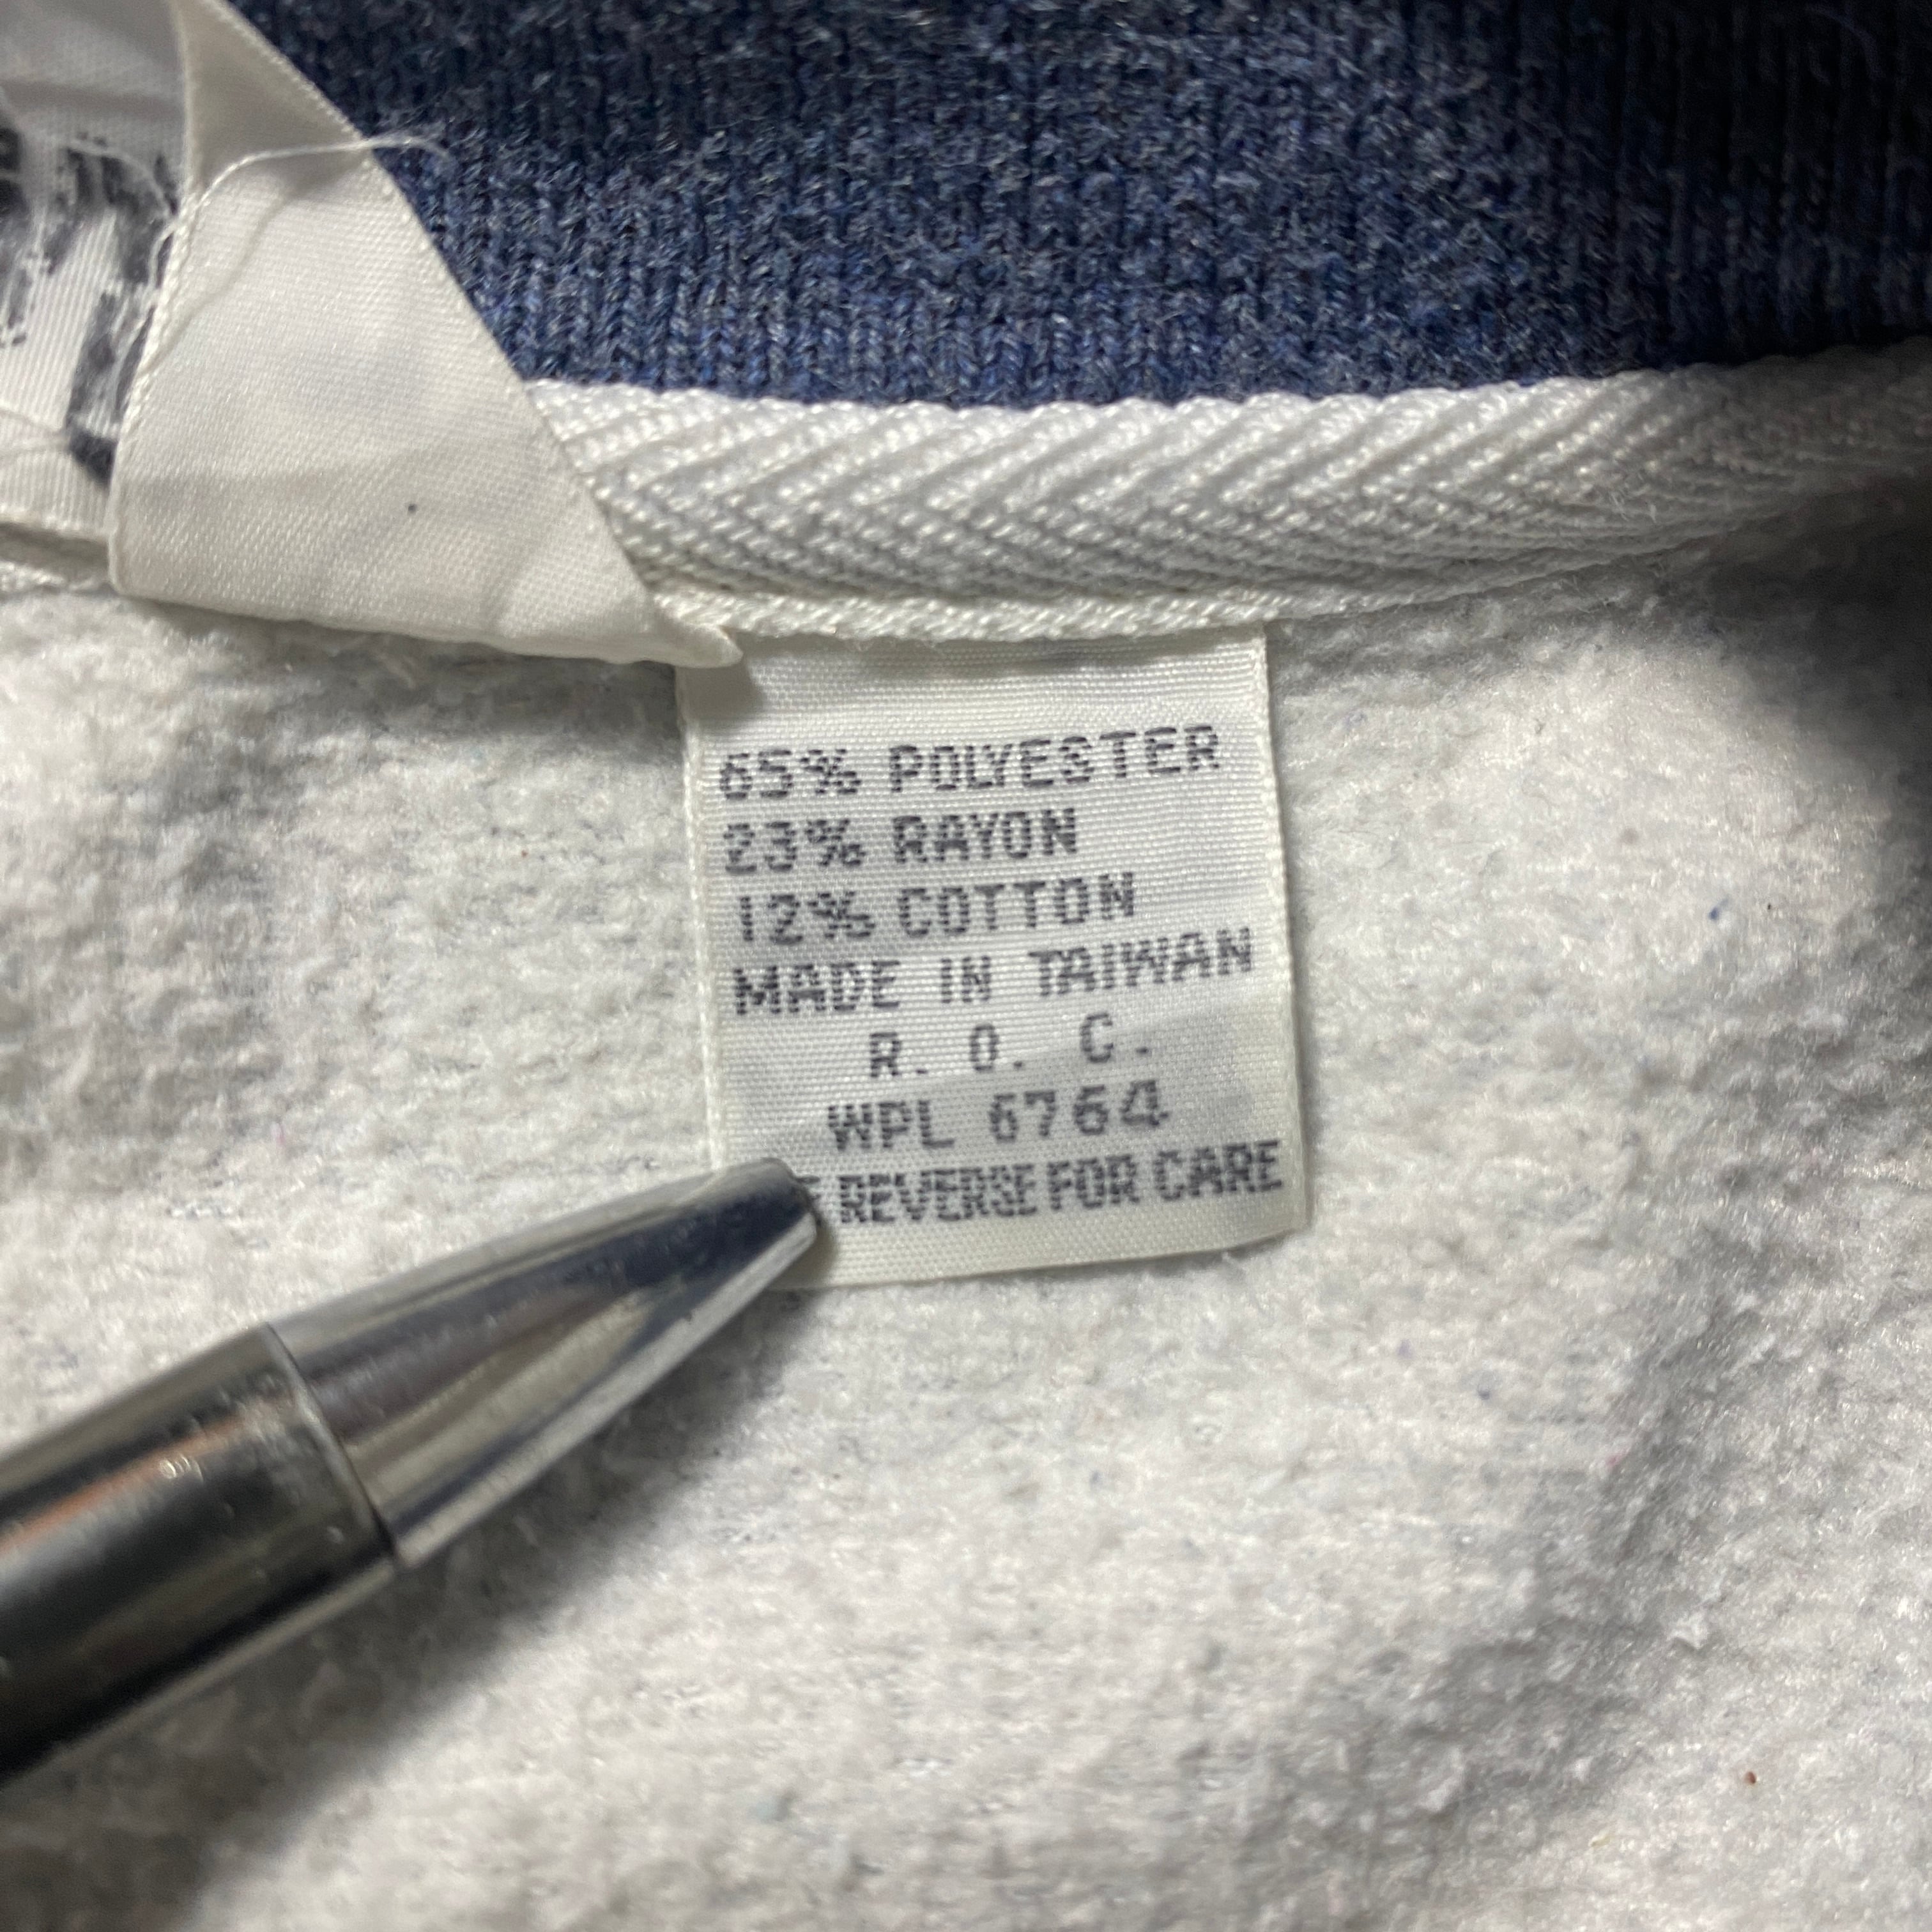 65% POLYESTER
23% RAYON
12% COTTON
MADE IN TAIWAN
R. O. C.
WPL 6764
REVERSE FOR CARE